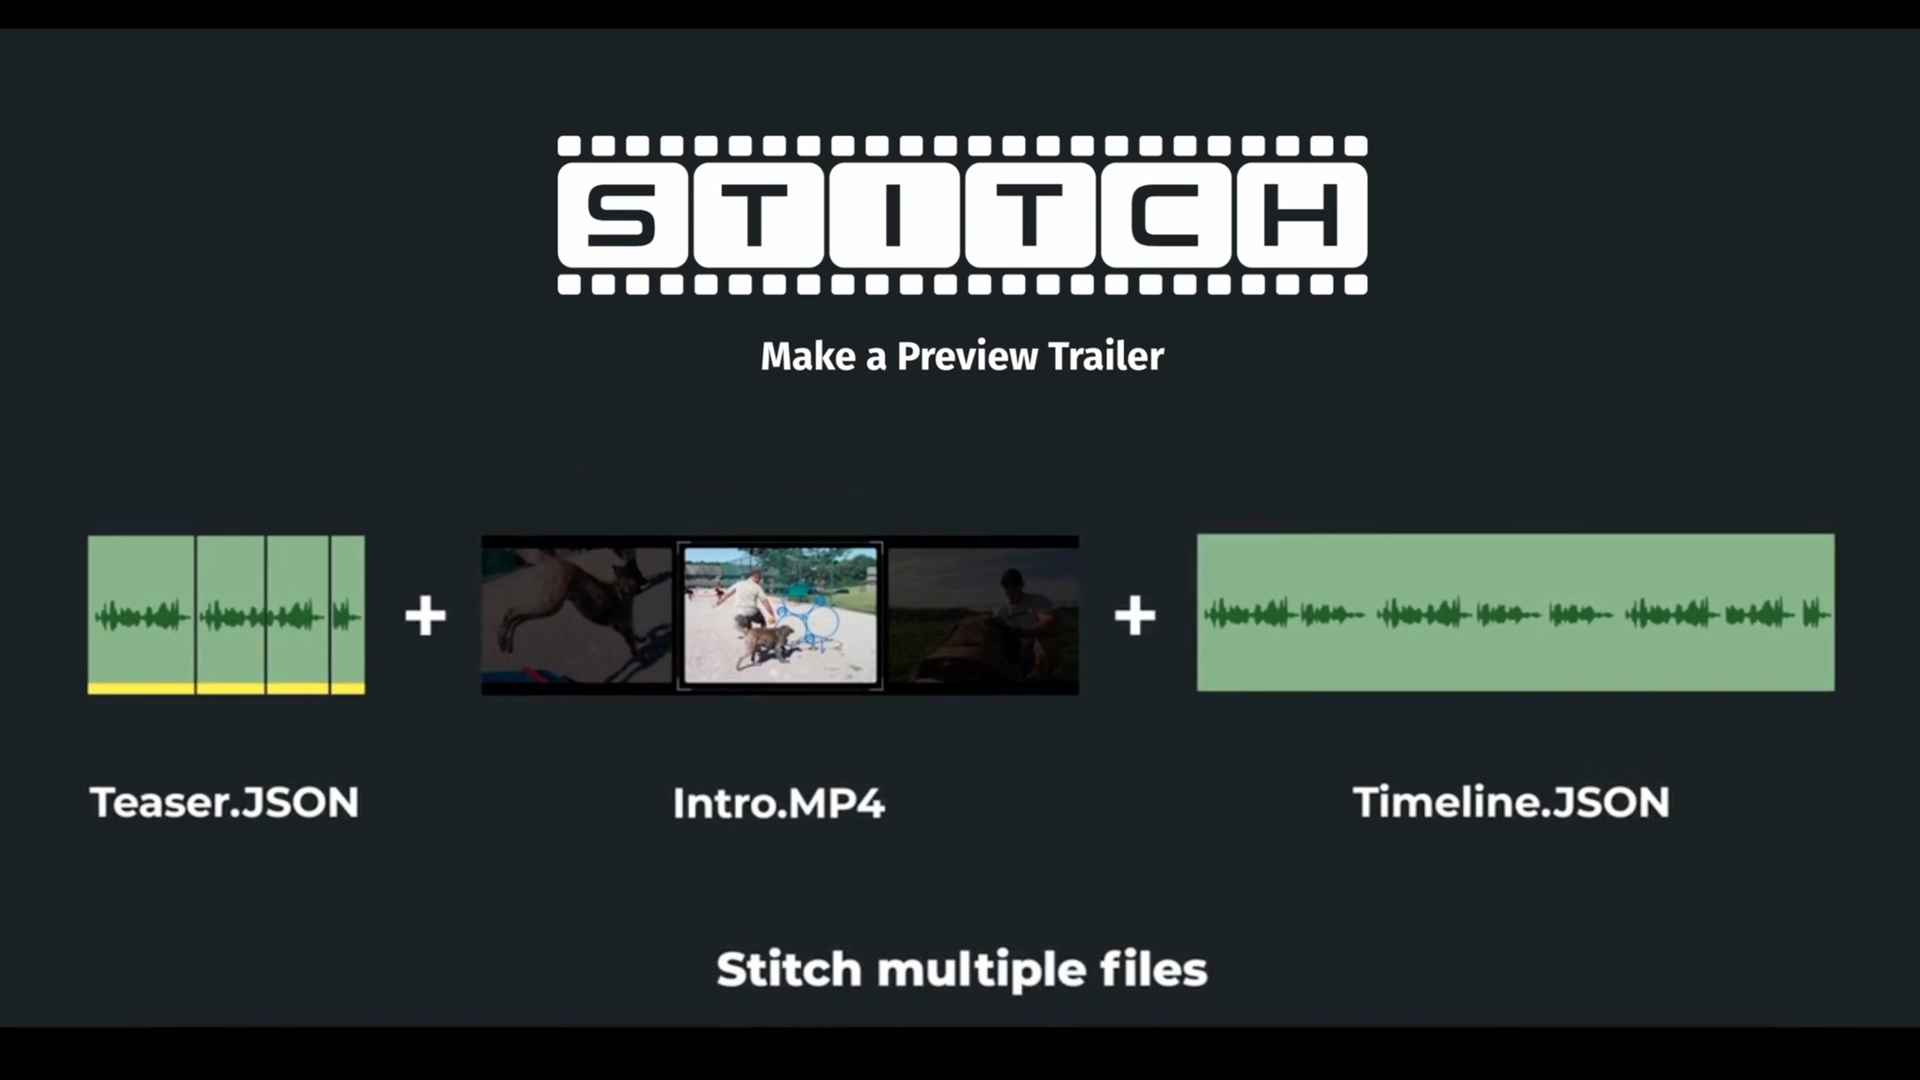 STITCH
Make a Preview Trailer
+
+
Teaser.JSON
Intro.MP4
Timeline.JSON
Stitch multiple files